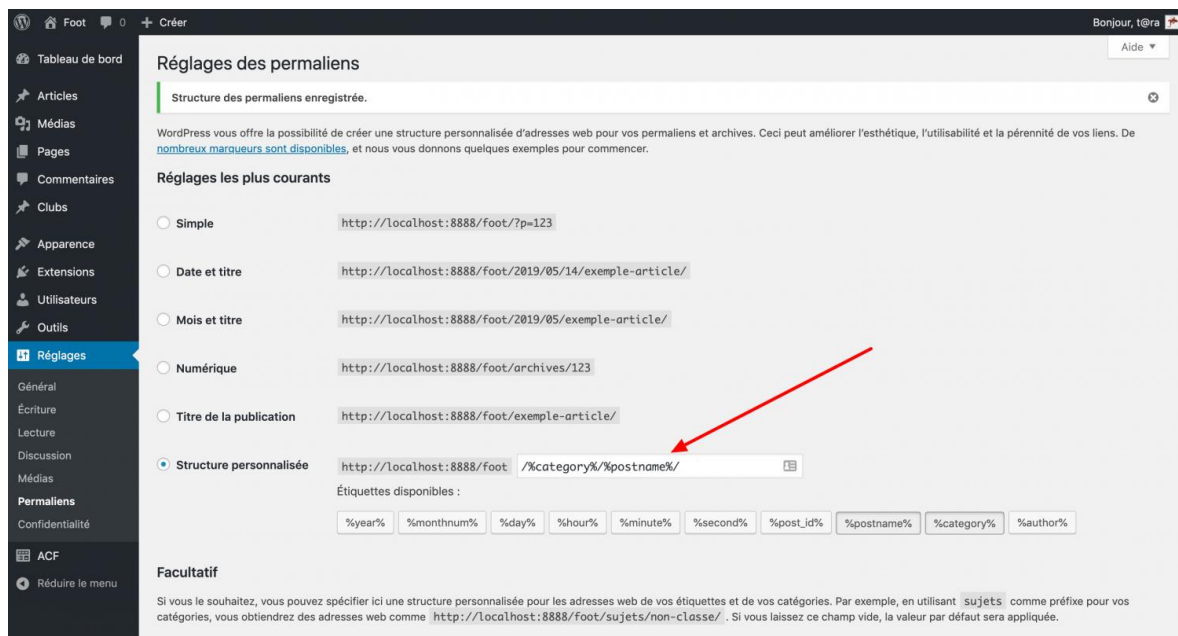 Foot 0 + Créer Bonjour, t@ra
Aide ▼
Tableau de bord
Articles
Médias
Pages
Commentaires
Clubs
Apparence
Extensions
Utilisateurs
Outils
Réglages
Général
Écriture
Lecture
Discussion
Médias
Permaliens
Confidentialité
ACF
Réduire le menu
Réglages des permaliens
Structure des permaliens enregistrée.
WordPress vous offre la possibilité de créer une structure personnalisée d'adresses web pour vos permaliens et archives. Ceci peut améliorer l'esthétique, l'utilisabilité et la pérennité de vos liens. De
nombreux marqueurs sont disponibles, et nous vous donnons quelques exemples pour commencer.
Réglages les plus courants
Simple http://localhost:8888/foot/?p=123
Date et titre http://localhost:8888/foot/2019/05/14/exemple-article/
Mois et titre http://localhost:8888/foot/2019/05/exemple-article/
Numérique http://localhost:8888/foot/archives/123
Titre de la publication http://localhost:8888/foot/exemple-article/
Structure personnalisée http://localhost:8888/foot /%category%/%postname%/
Étiquettes disponibles :
%year% %monthnum% %day% %hour% %minute% %second% %post_id% %postname% %category% %author%
Facultatif
Si vous le souhaitez, vous pouvez spécifier ici une structure personnalisée pour les adresses web de vos étiquettes et de vos catégories. Par exemple, en utilisant sujets comme préfixe pour vos
catégories, vous obtiendrez des adresses web comme http://localhost:8888/foot/sujets/non-classe/ . Si vous laissez ce champ vide, la valeur par défaut sera appliquée.